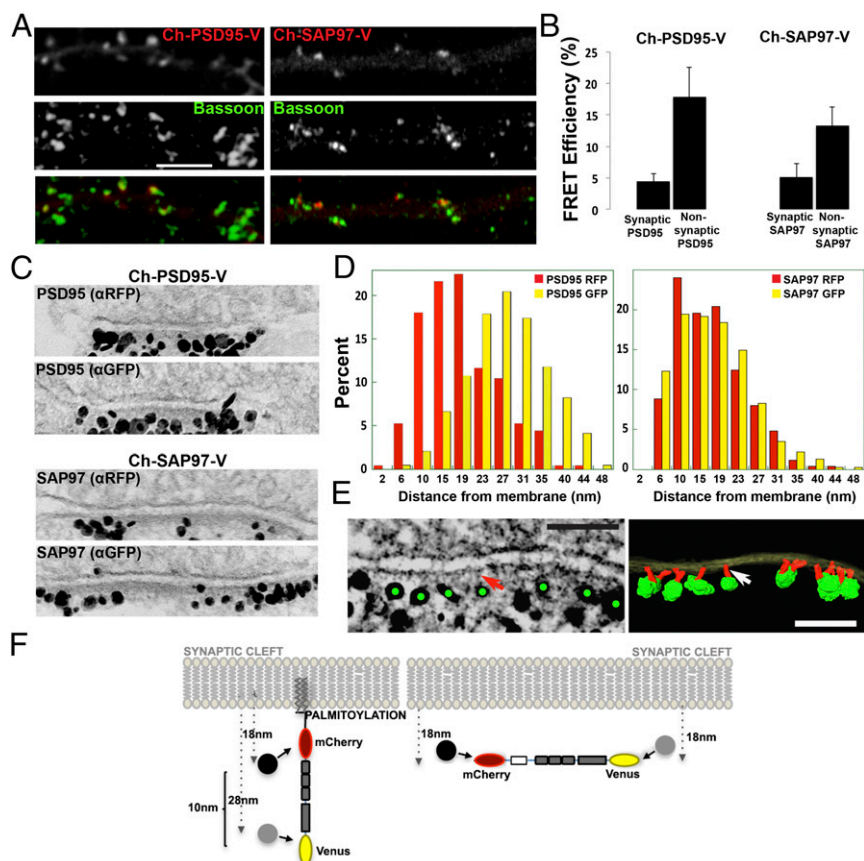 A
Ch-PSD95-V
Ch-SAP97-V
Bassoon
Bassoon
B
Ch-PSD95-V
Ch-SAP97-V
FRET Efficiency (%)
25
20
15
10
5
0
Synaptic PSD95
Non-synaptic PSD95
Synaptic SAP97
Non-synaptic SAP97
C
Ch-PSD95-V
PSD95 (αRFP)
PSD95 (αGFP)
Ch-SAP97-V
SAP97 (αRFP)
SAP97 (αGFP)
D
PSD95 RFP
PSD95 GFP
Percent
20
15
10
5
0
2 6 10 15 19 23 27 31 35 40 44 48
Distance from membrane (nm)
SAP97 RFP
SAP97 GFP
20
15
10
5
0
2 6 10 15 19 23 27 31 35 40 44 48
Distance from membrane (nm)
E
F
SYNAPTIC CLEFT
PALMITOYLATION
18nm
mCherry
28nm
10nm
Venus
SYNAPTIC CLEFT
18nm
18nm
mCherry
Venus